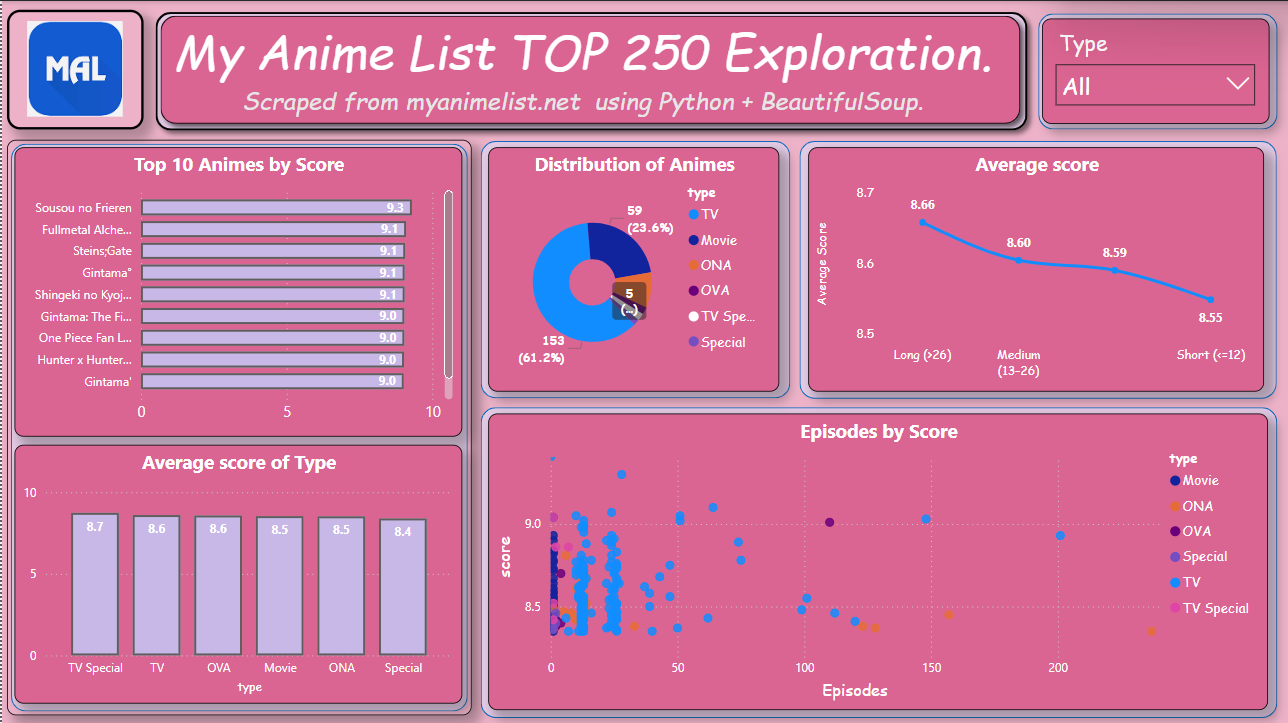 MAL
My Anime List TOP 250 Exploration.
Scraped from myanimelist.net using Python + BeautifulSoup.
Type
All
Top 10 Animes by Score
Sousou no Frieren
9.3
Fullmetal Alche...
9.1
Steins;Gate
9.1
Gintama°
9.1
Shingeki no Kyoj...
9.1
Gintama: The Fi...
9.0
One Piece Fan L...
9.0
Hunter x Hunter...
9.0
Gintama'
9.0
0
5
10
Distribution of Animes
59
(23.6%)
5
(...)
153
(61.2%)
type
TV
Movie
ONA
OVA
TV Spe...
Special
Average score
Average Score
8.7
8.6
8.5
8.66
8.60
8.59
8.55
Long (>26)
Medium
(13–26)
Short (<=12)
Average score of Type
10
5
0
8.7
8.6
8.6
8.5
8.5
8.4
TV Special
TV
OVA
Movie
ONA
Special
type
Episodes by Score
score
9.0
8.5
0
50
100
150
200
Episodes
type
Movie
ONA
OVA
Special
TV
TV Special